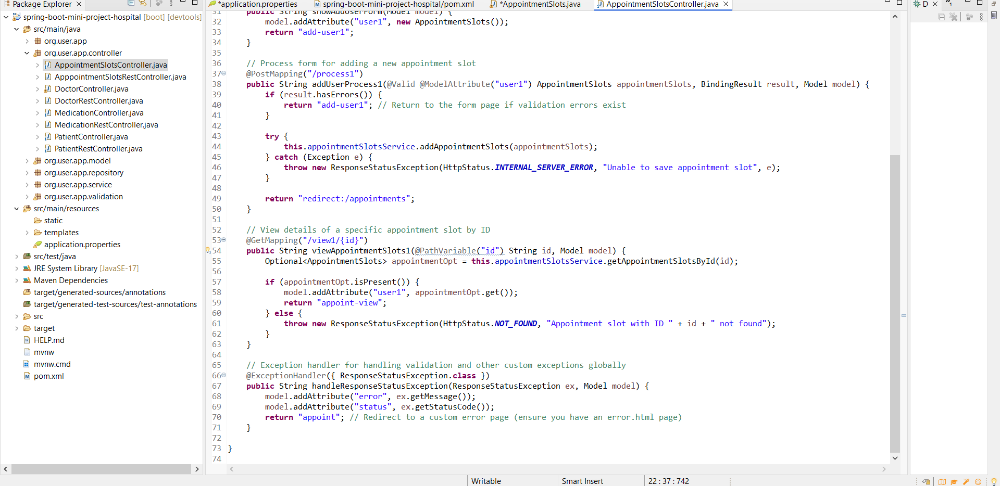 Package Explorer
spring-boot-mini-project-hospital [boot] [devtools]
src/main/java
org.user.app
org.user.app.controller
AppointmentSlotsController.java
ApppointmentSlotsRestController.java
DoctorController.java
DoctorRestController.java
MedicationController.java
MedicationRestController.java
PatientController.java
PatientRestController.java
org.user.app.model
org.user.app.repository
org.user.app.service
org.user.app.validation
src/main/resources
static
templates
application.properties
src/test/java
JRE System Library [JavaSE-17]
Maven Dependencies
target/generated-sources/annotations
target/generated-test-sources/test-annotations
src
target
HELP.md
mvnw
mvnw.cmd
pom.xml
*application.properties spring-boot-mini-project-hospital/pom.xml *AppointmentSlots.java AppointmentSlotsController.java
31 public String showAddUserForm(Model model) {
32 model.addAttribute("user1", new AppointmentSlots());
33 return "add-user1";
34 }
35
36 // Process form for adding a new appointment slot
37 @PostMapping("/process1")
38 public String addUserProcess1(@Valid @ModelAttribute("user1") AppointmentSlots appointmentSlots, BindingResult result, Model model) {
39 if (result.hasErrors()) {
40 return "add-user1"; // Return to the form page if validation errors exist
41 }
42
43 try {
44 this.appointmentSlotsService.addAppointmentSlots(appointmentSlots);
45 } catch (Exception e) {
46 throw new ResponseStatusException(HttpStatus.INTERNAL_SERVER_ERROR, "Unable to save appointment slot", e);
47 }
48
49 return "redirect:/appointments";
50 }
51
52 // View details of a specific appointment slot by ID
53 @GetMapping("/view1/{id}")
54 public String viewAppointmentSlots1(@PathVariable("id") String id, Model model) {
55 Optional<AppointmentSlots> appointmentOpt = this.appointmentSlotsService.getAppointmentSlotsById(id);
56
57 if (appointmentOpt.isPresent()) {
58 model.addAttribute("user1", appointmentOpt.get());
59 return "appoint-view";
60 } else {
61 throw new ResponseStatusException(HttpStatus.NOT_FOUND, "Appointment slot with ID " + id + " not found");
62 }
63 }
64
65 // Exception handler for handling validation and other custom exceptions globally
66 @ExceptionHandler({ ResponseStatusException.class })
67 public String handleResponseStatusException(ResponseStatusException ex, Model model) {
68 model.addAttribute("error", ex.getMessage());
69 model.addAttribute("status", ex.getStatusCode());
70 return "appoint"; // Redirect to a custom error page (ensure you have an error.html page)
71 }
72
73 }
74
D
Writable Smart Insert 22 : 37 : 742